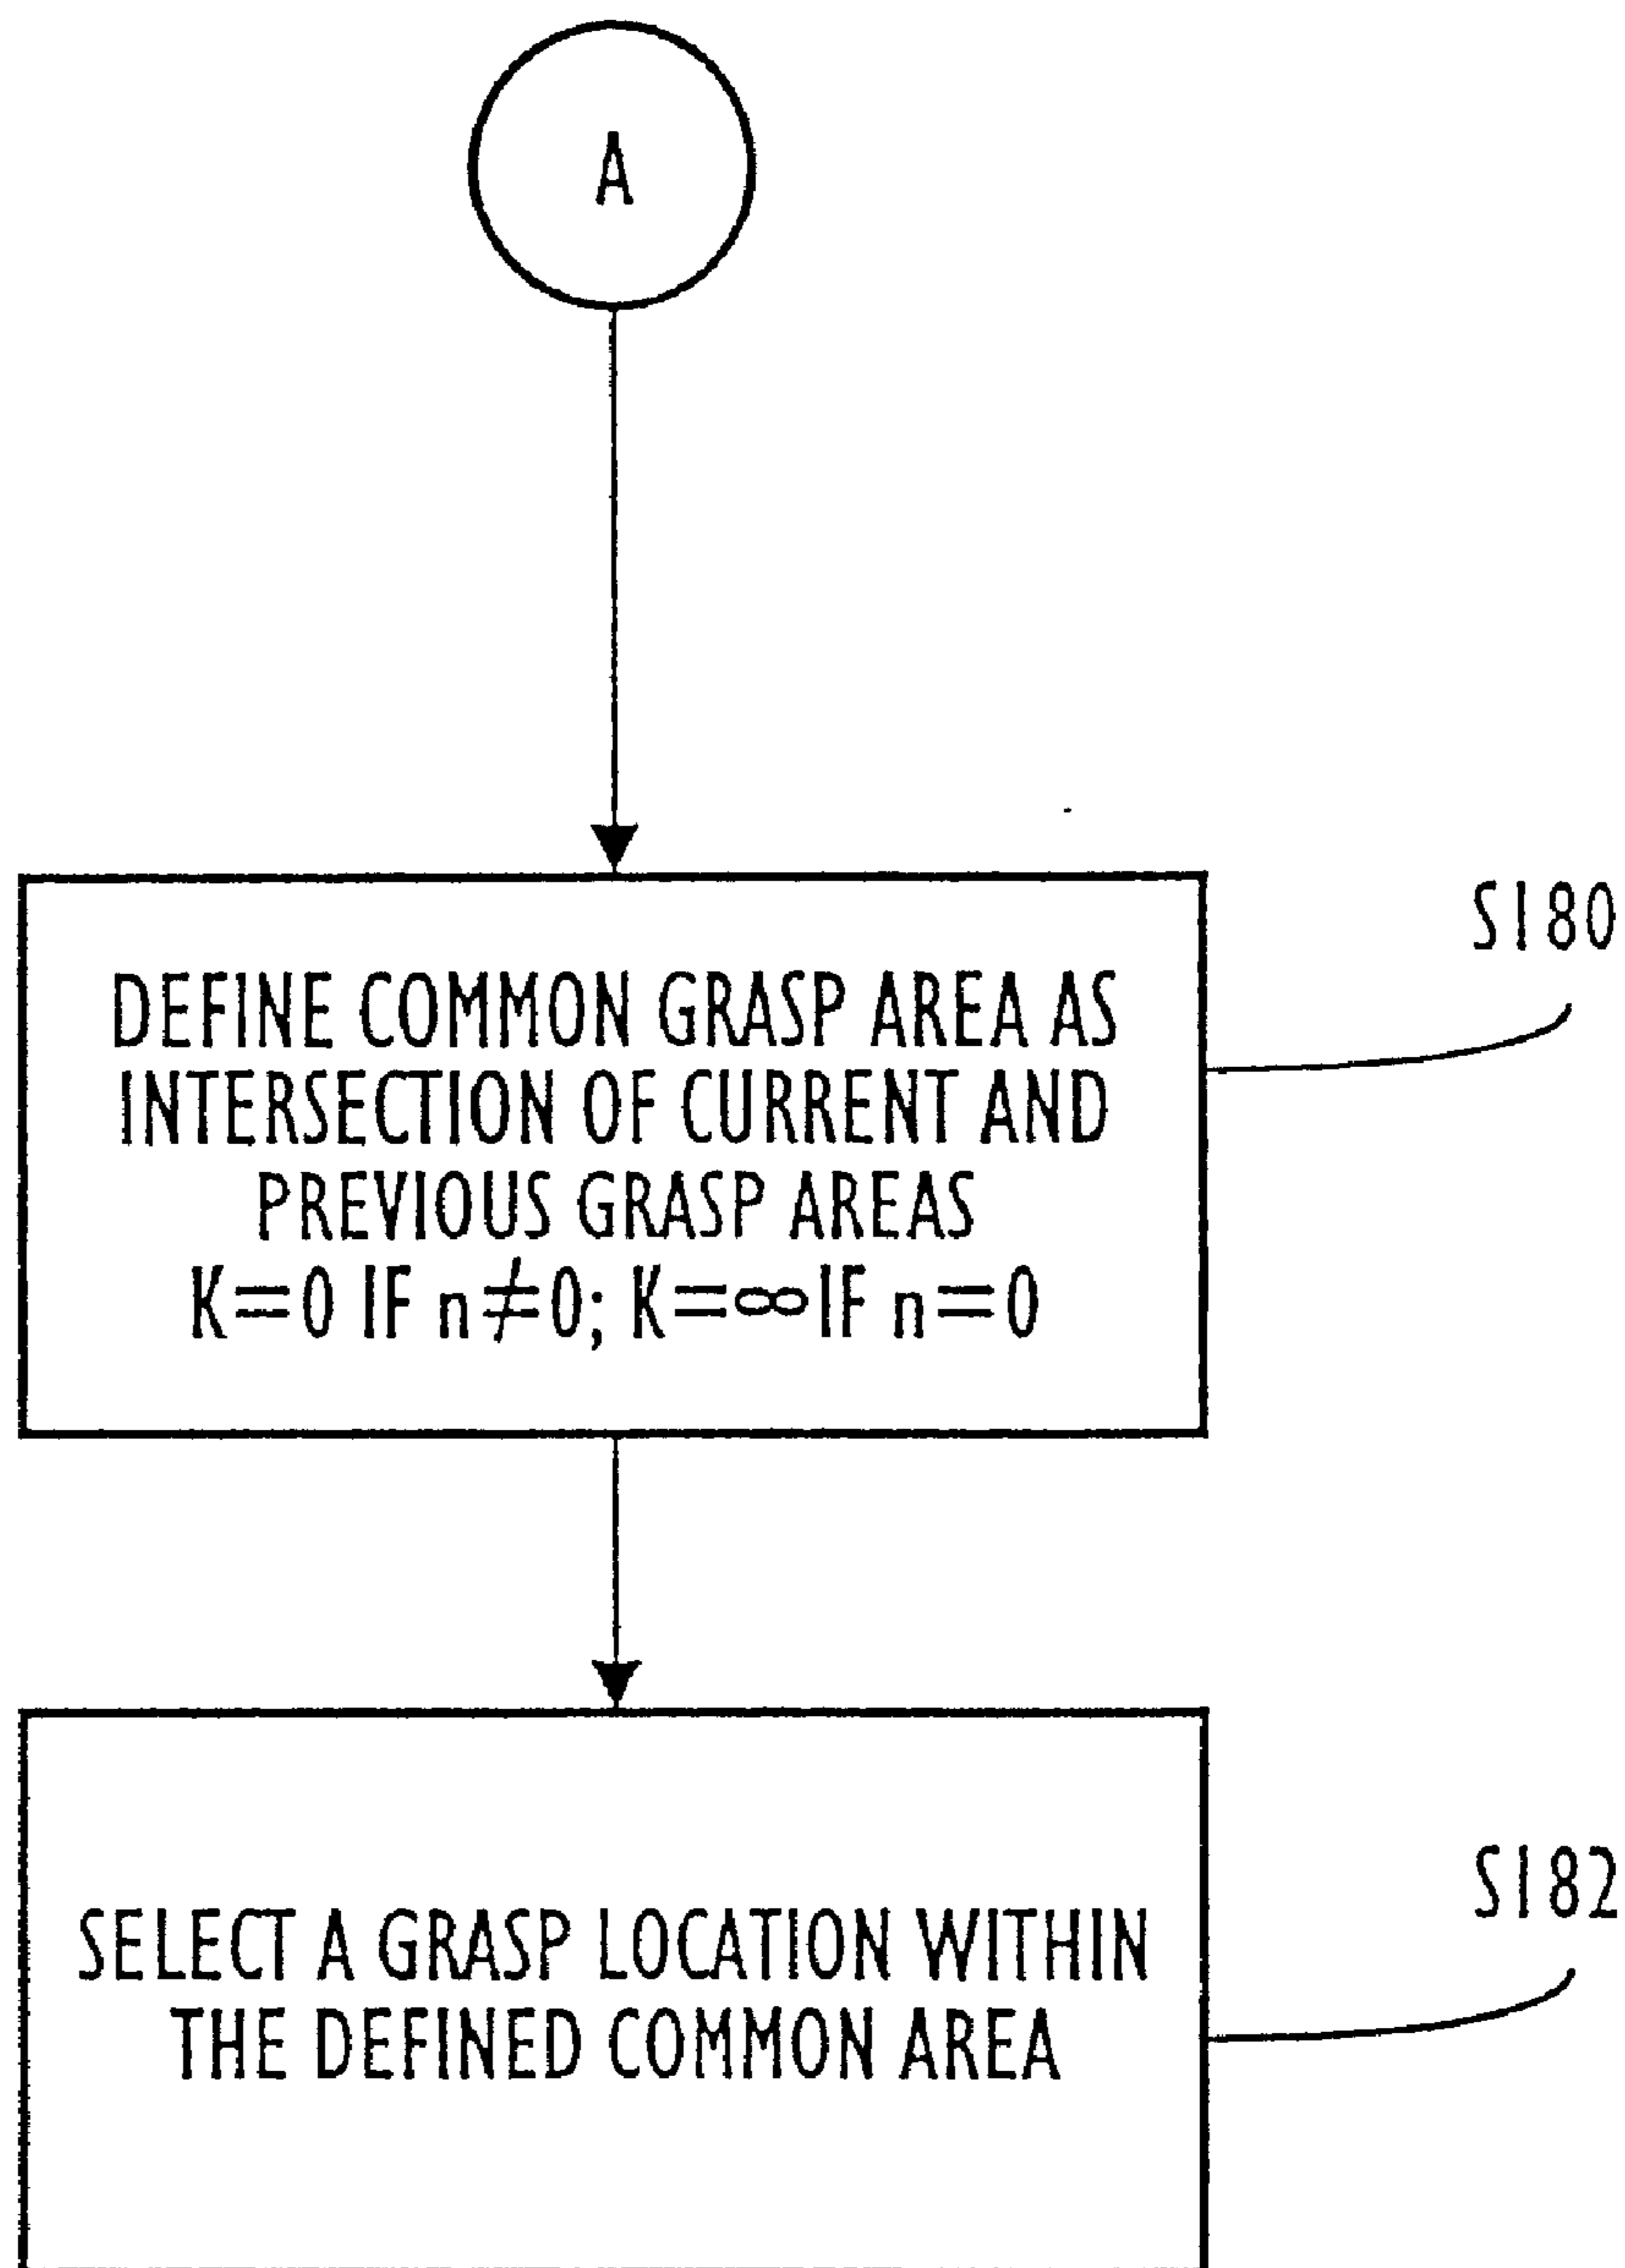 A
S180
DEFINE COMMON GRASP AREA AS
INTERSECTION OF CURRENT AND
PREVIOUS GRASP AREAS
K=0 IF n≠0; K=∞ IF n=0
S182
SELECT A GRASP LOCATION WITHIN
THE DEFINED COMMON AREA